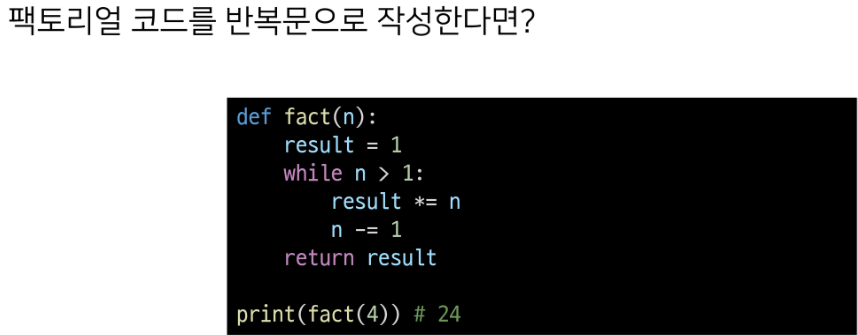 팩토리얼 코드를 반복문으로 작성한다면?
def fact(n):
    result = 1
    while n > 1:
        result *= n
        n -= 1
    return result
print(fact(4)) # 24